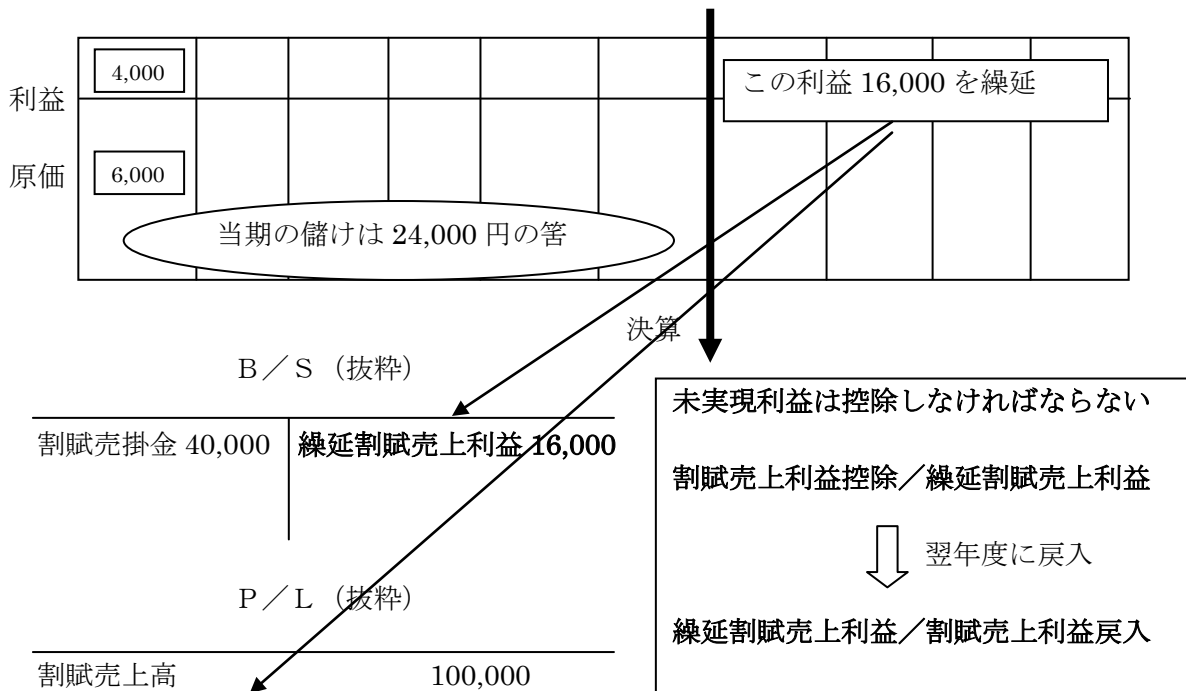 4,000
この利益 16,000 を繰延
利益
原価
6,000
当期の儲けは 24,000 円の筈
決算
B/S (抜粋)
割賦売掛金 40,000
繰延割賦売上利益 16,000
未実現利益は控除しなければならない
割賦売上利益控除/繰延割賦売上利益
翌年度に戻入
繰延割賦売上利益/割賦売上利益戻入
P/L (抜粋)
割賦売上高 100,000